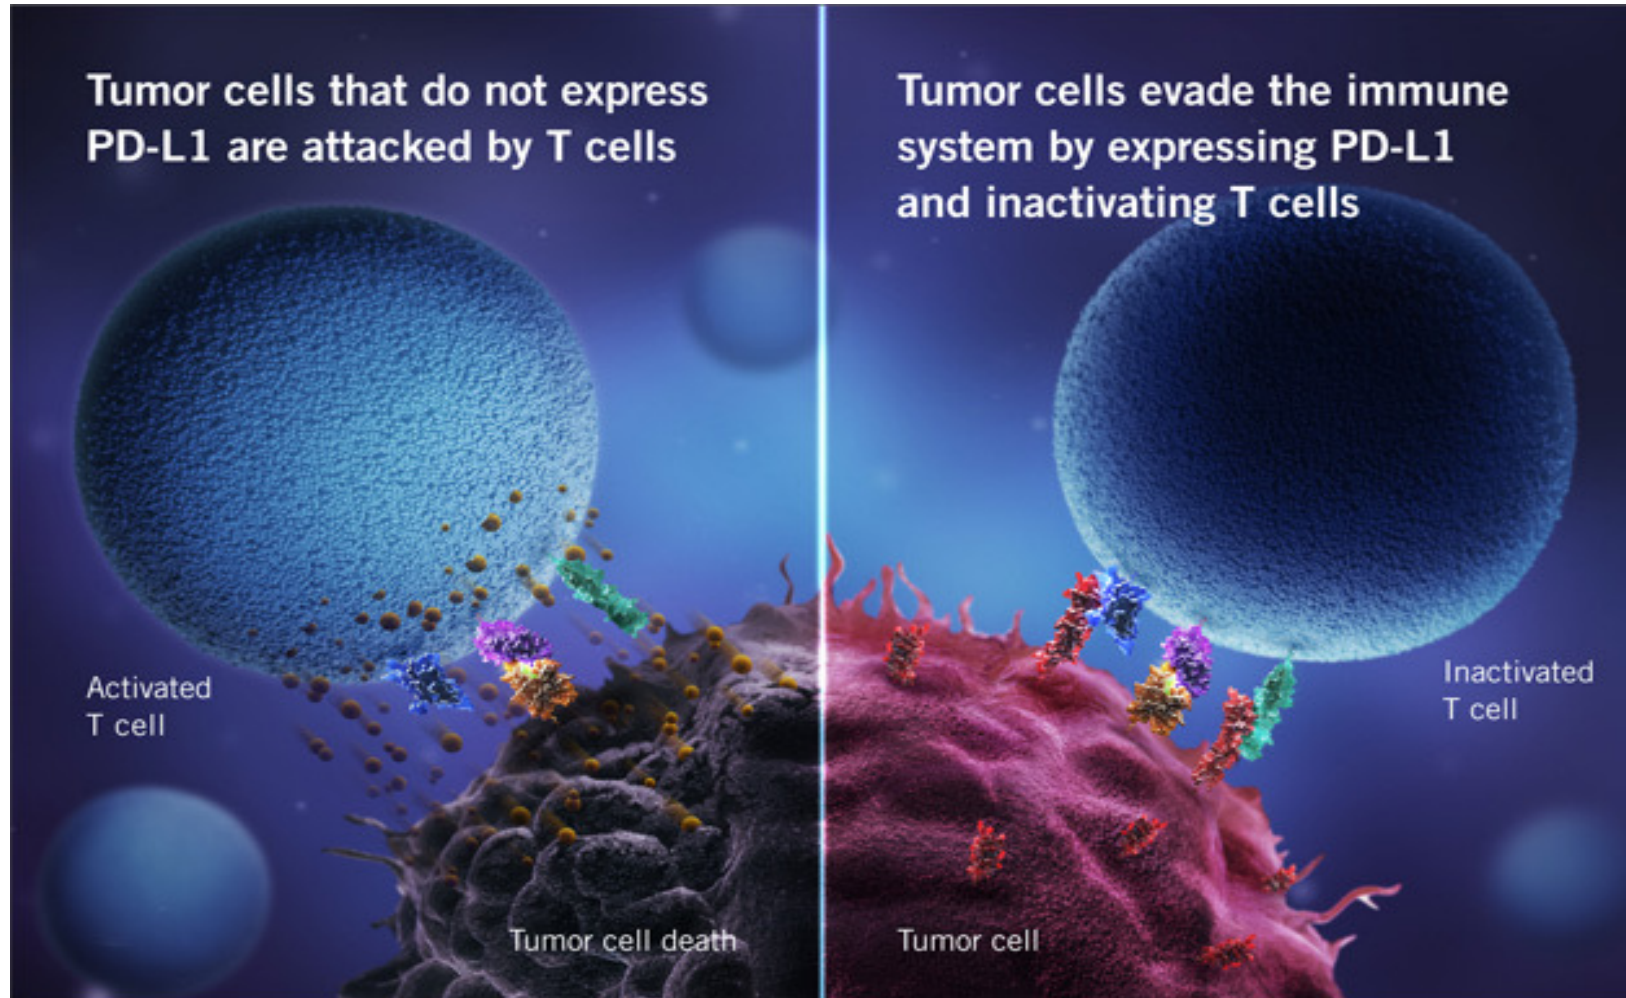 Tumor cells that do not express
PD-L1 are attacked by T cells
Activated
T cell
Tumor cell death
Tumor cells evade the immune
system by expressing PD-L1
and inactivating T cells
Inactivated
T cell
Tumor cell